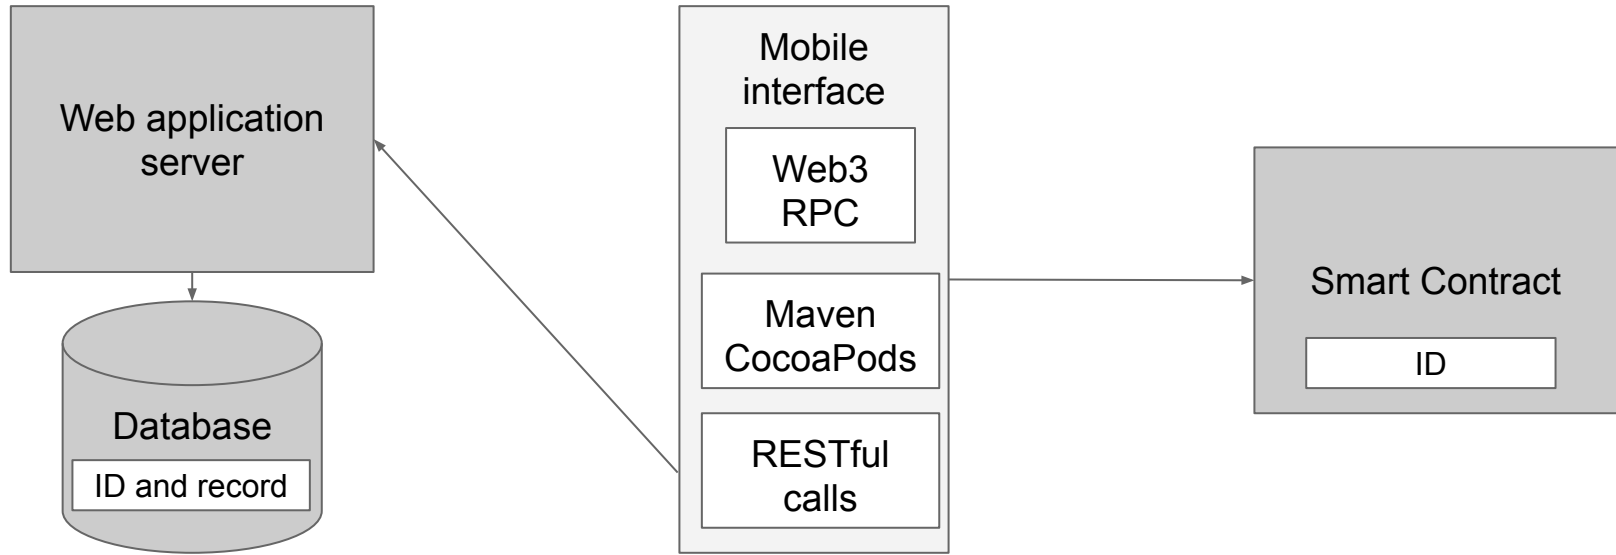 Web application
server
Database
ID and record
Mobile
interface
Web3
RPC
Maven
CocoaPods
RESTful
calls
Smart Contract
ID